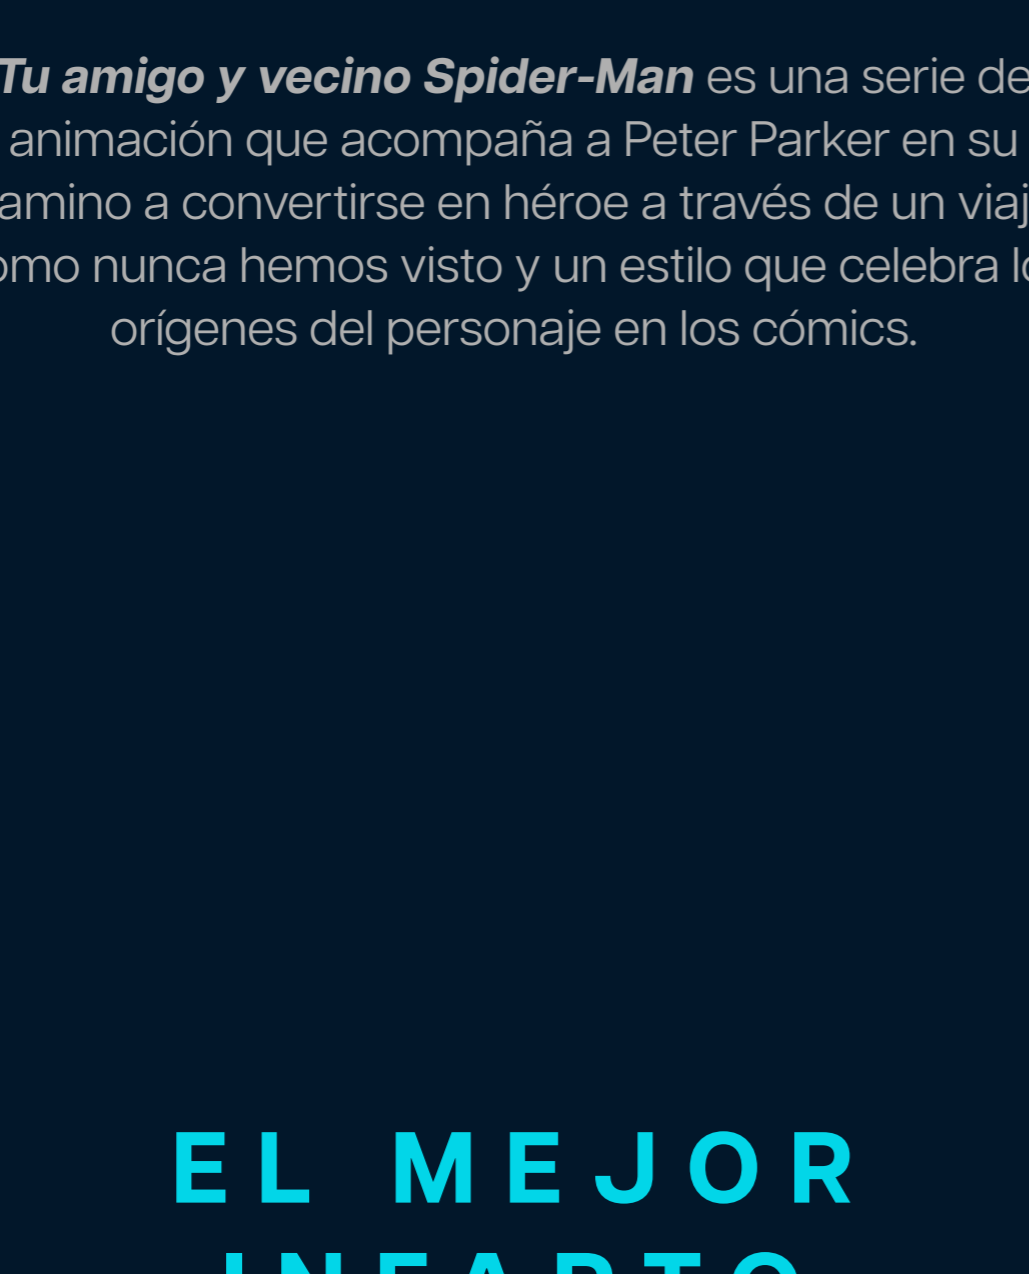 Tu amigo y vecino Spider-Man es una serie de
animación que acompaña a Peter Parker en su
amino a convertirse en héroe a través de un viaj
omo nunca hemos visto y un estilo que celebra lo
orígenes del personaje en los cómics.
EL MEJOR
INFARTO